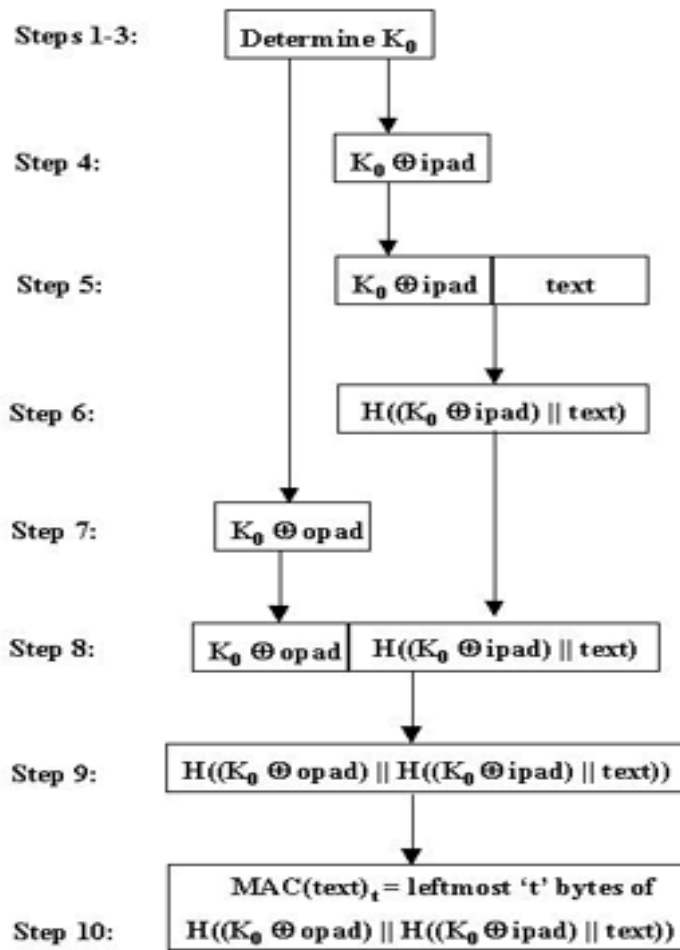 Steps 1-3: Determine K₀
Step 4: K₀ ⊕ ipad
Step 5: K₀ ⊕ ipad text
Step 6: H((K₀ ⊕ ipad) || text)
Step 7: K₀ ⊕ opad
Step 8: K₀ ⊕ opad H((K₀ ⊕ ipad) || text)
Step 9: H((K₀ ⊕ opad) || H((K₀ ⊕ ipad) || text))
MAC(text)ₜ = leftmost ‘t’ bytes of
Step 10: H((K₀ ⊕ opad) || H((K₀ ⊕ ipad) || text))